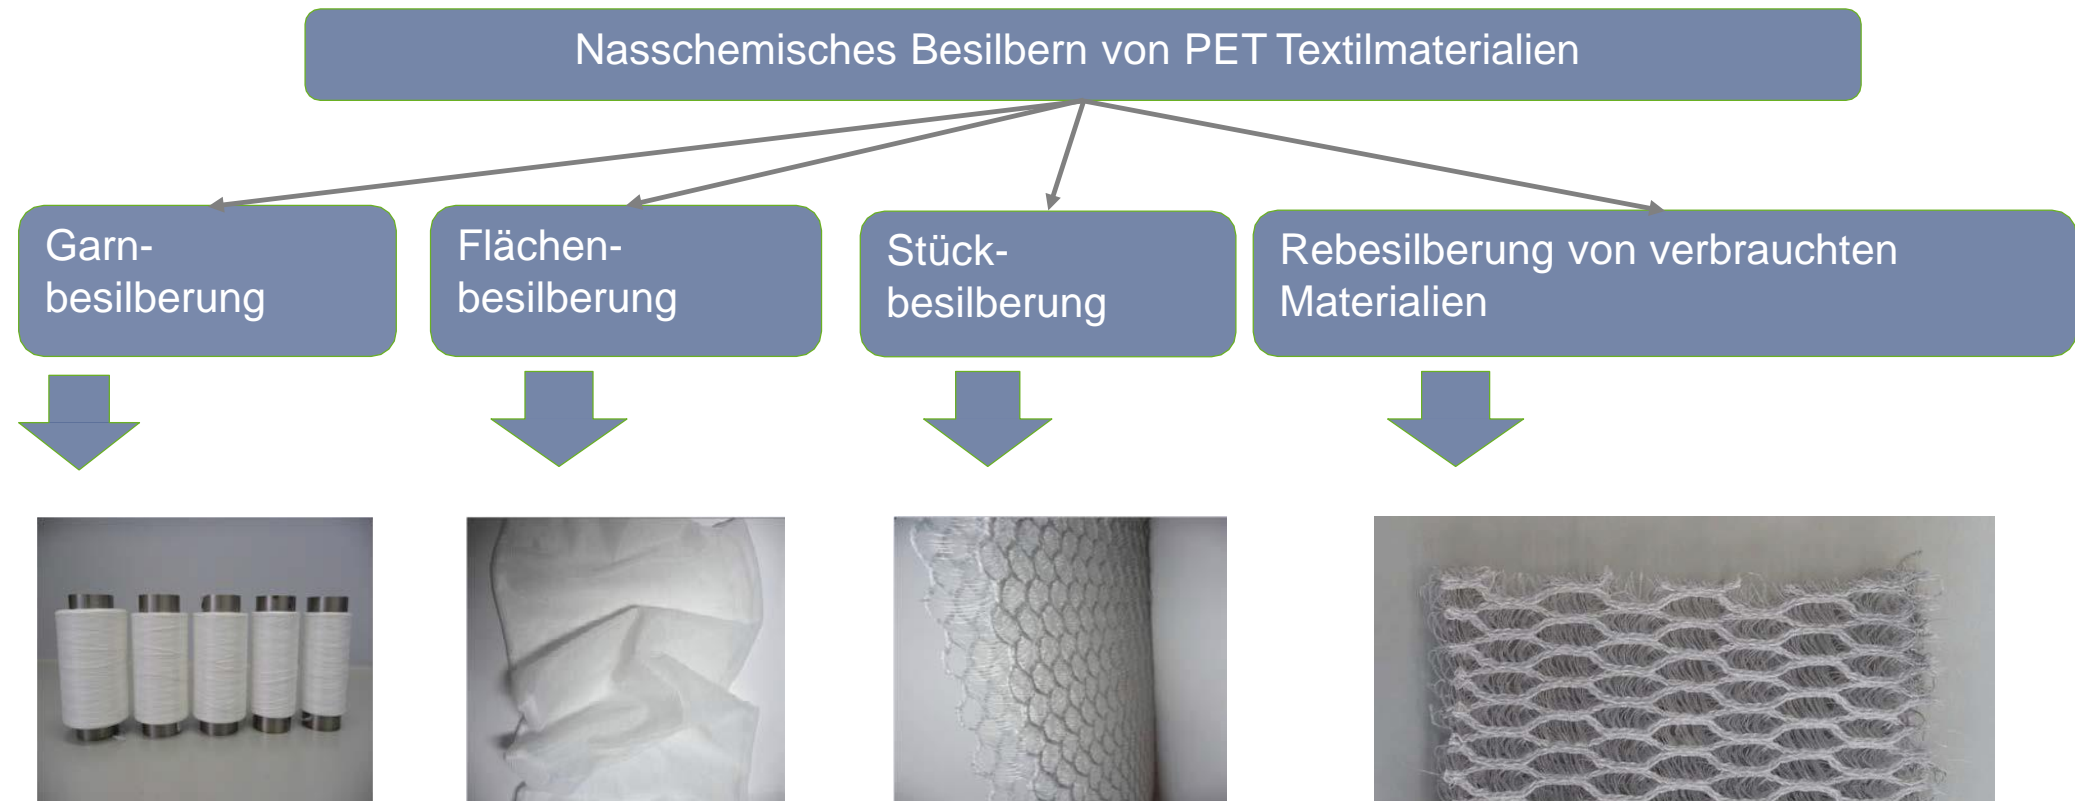 Nasschemisches Besilbern von PET Textilmaterialien
Garn-
besilberung
Flächen-
besilberung
Stück-
besilberung
Rebesilberung von verbrauchten
Materialien